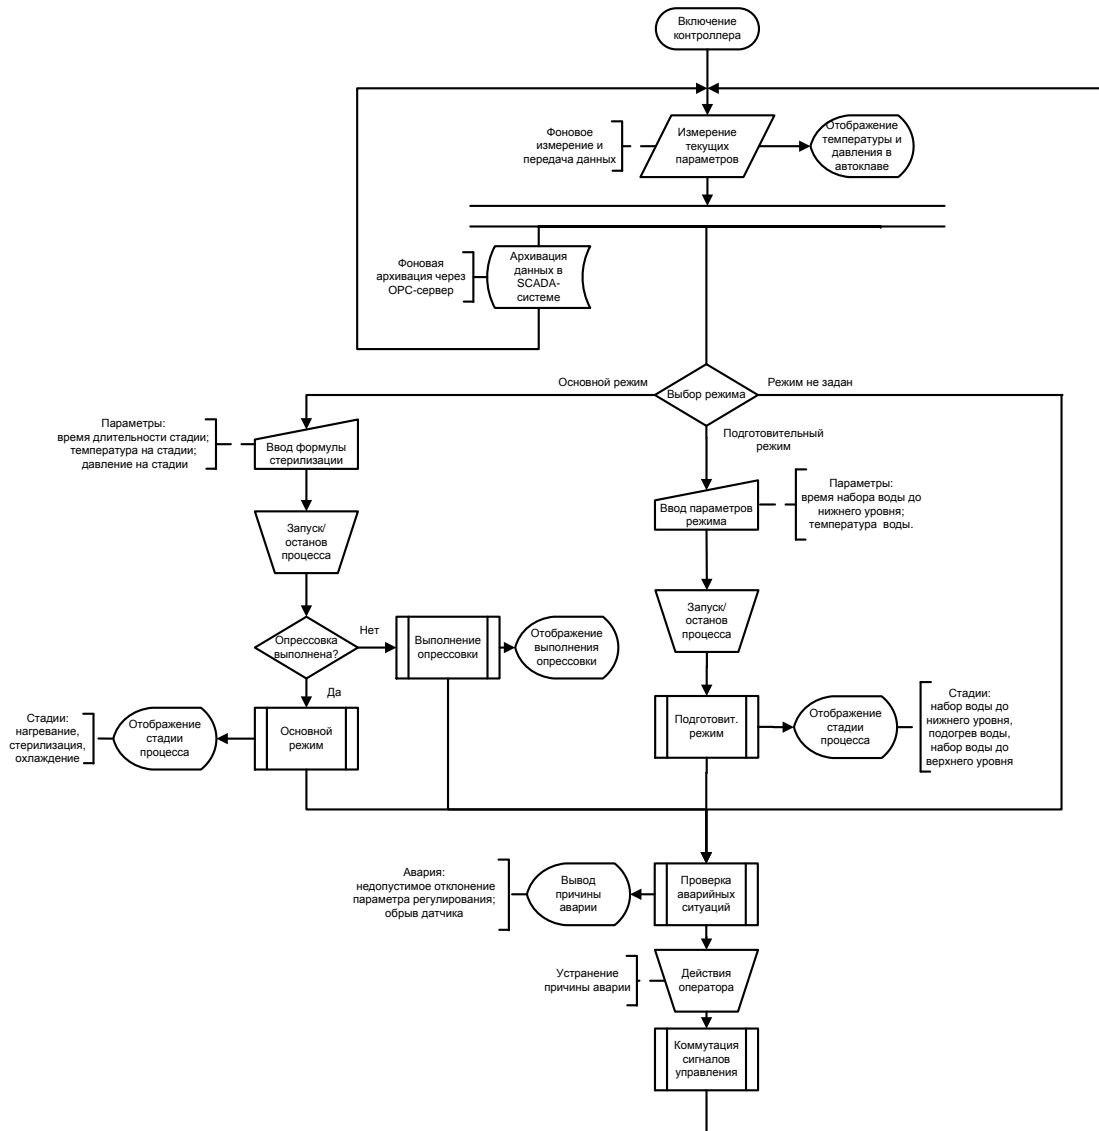 Включение
контроллера
Фоновое
измерение и
передача данных
Измерение
текущих
параметров
Отображение
температуры и
давления в
автоклаве
Фоновая
архивация через
OPC-сервер
Архивация
данных в
SCADA-
системе
Основной режим
Выбор режима
Режим не задан
Подготовительный
режим
Параметры:
время длительности стадии;
температура на стадии;
давление на стадии
Ввод формулы
стерилизации
Запуск/
останов
процесса
Опрессовка
выполнена?
Нет
Выполнение
опрессовки
Отображение
выполнения
опрессовки
Да
Основной
режим
Отображение
стадии
процесса
Стадии:
нагревание,
стерилизация,
охлаждение
Ввод параметров
режима
Параметры:
время набора воды до
нижнего уровня;
температура воды.
Запуск/
останов
процесса
Подготовит.
режим
Отображение
стадии
процесса
Стадии:
набор воды до
нижнего уровня,
подогрев воды,
набор воды до
верхнего уровня
Авария:
недопустимое отклонение
параметра регулирования;
обрыв датчика
Вывод
причины
аварии
Проверка
аварийных
ситуаций
Устранение
причины аварии
Действия
оператора
Коммутация
сигналов
управления